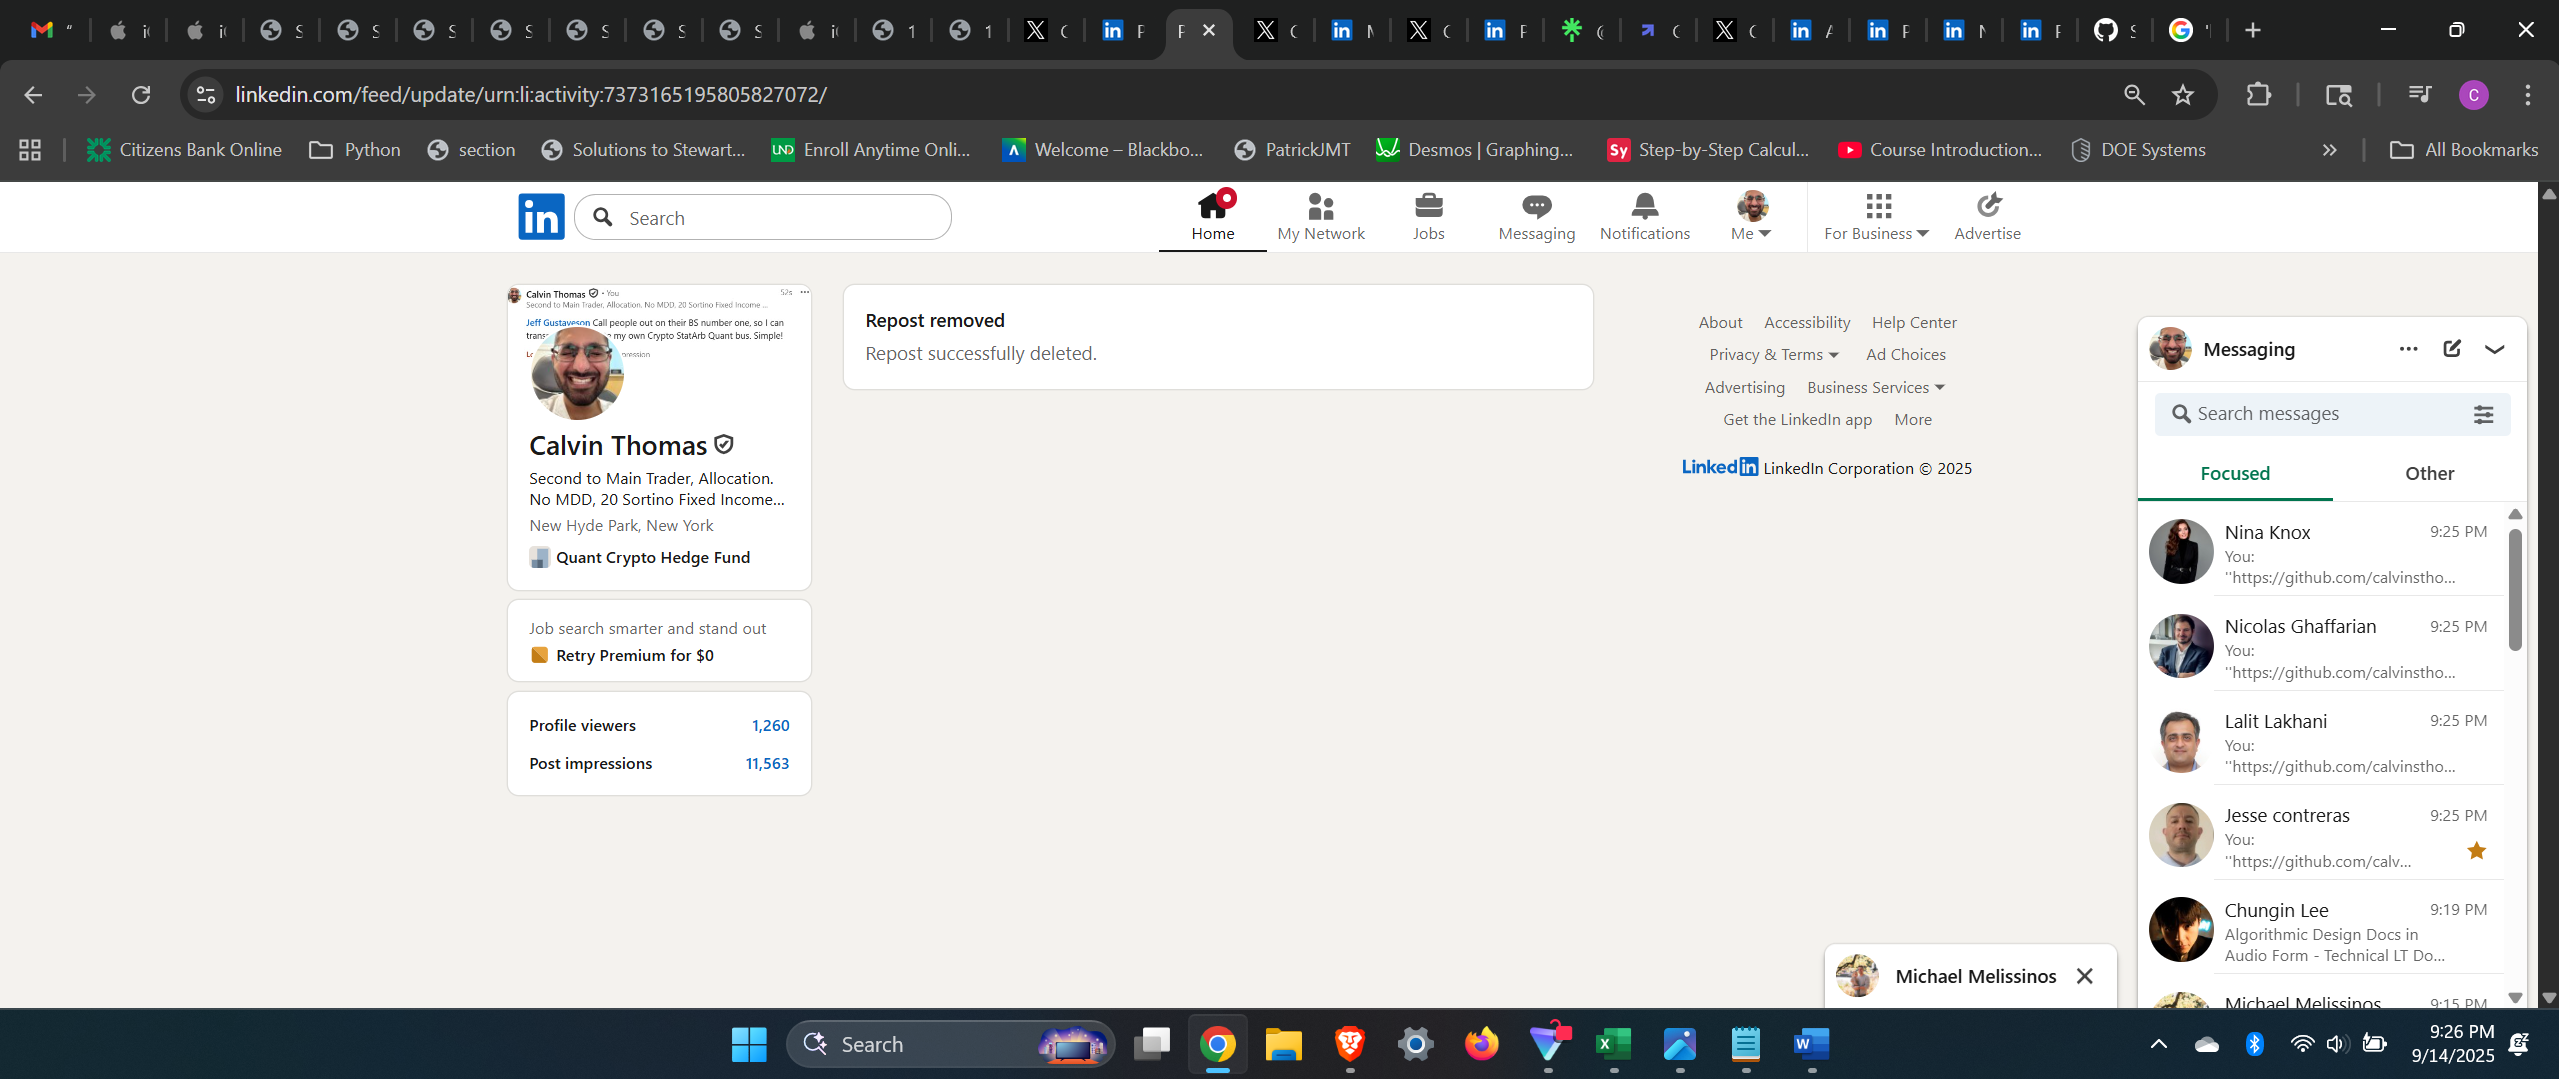 linkedin.com/feed/update/urn:li:activity:7373165195805827072/
C
Citizens Bank Online
Python
section
Solutions to Stewart...
Enroll Anytime Onli...
Welcome – Blackbo...
PatrickJMT
Desmos | Graphing...
Step-by-Step Calcul...
Course Introduction...
DOE Systems
All Bookmarks
in
Search
Home
My Network
Jobs
Messaging
Notifications
Me
For Business
Advertise
Calvin Thomas • You
52s
Second to Main Trader, Allocation. No MDD, 20 Sortino Fixed Income ...
Jeff Gustaveson Call people out on their BS number one, so I can
my own Crypto StatArb Quant bus. Simple!
Calvin Thomas
Second to Main Trader, Allocation.
No MDD, 20 Sortino Fixed Income...
New Hyde Park, New York
Quant Crypto Hedge Fund
Job search smarter and stand out
Retry Premium for $0
Profile viewers 1,260
Post impressions 11,563
Repost removed
Repost successfully deleted.
About Accessibility Help Center
Privacy & Terms Ad Choices
Advertising Business Services
Get the LinkedIn app More
LinkedIn LinkedIn Corporation © 2025
Messaging
Search messages
Focused Other
Nina Knox 9:25 PM
You:
"https://github.com/calvinstho...
Nicolas Ghaffarian 9:25 PM
You:
"https://github.com/calvinstho...
Lalit Lakhani 9:25 PM
You:
"https://github.com/calvinstho...
Jesse contreras 9:25 PM
You:
"https://github.com/calv...
Chungin Lee 9:19 PM
Algorithmic Design Docs in
Audio Form - Technical LT Do...
Michael Melissinos 9:15 PM
Michael Melissinos
Search
9:26 PM
9/14/2025